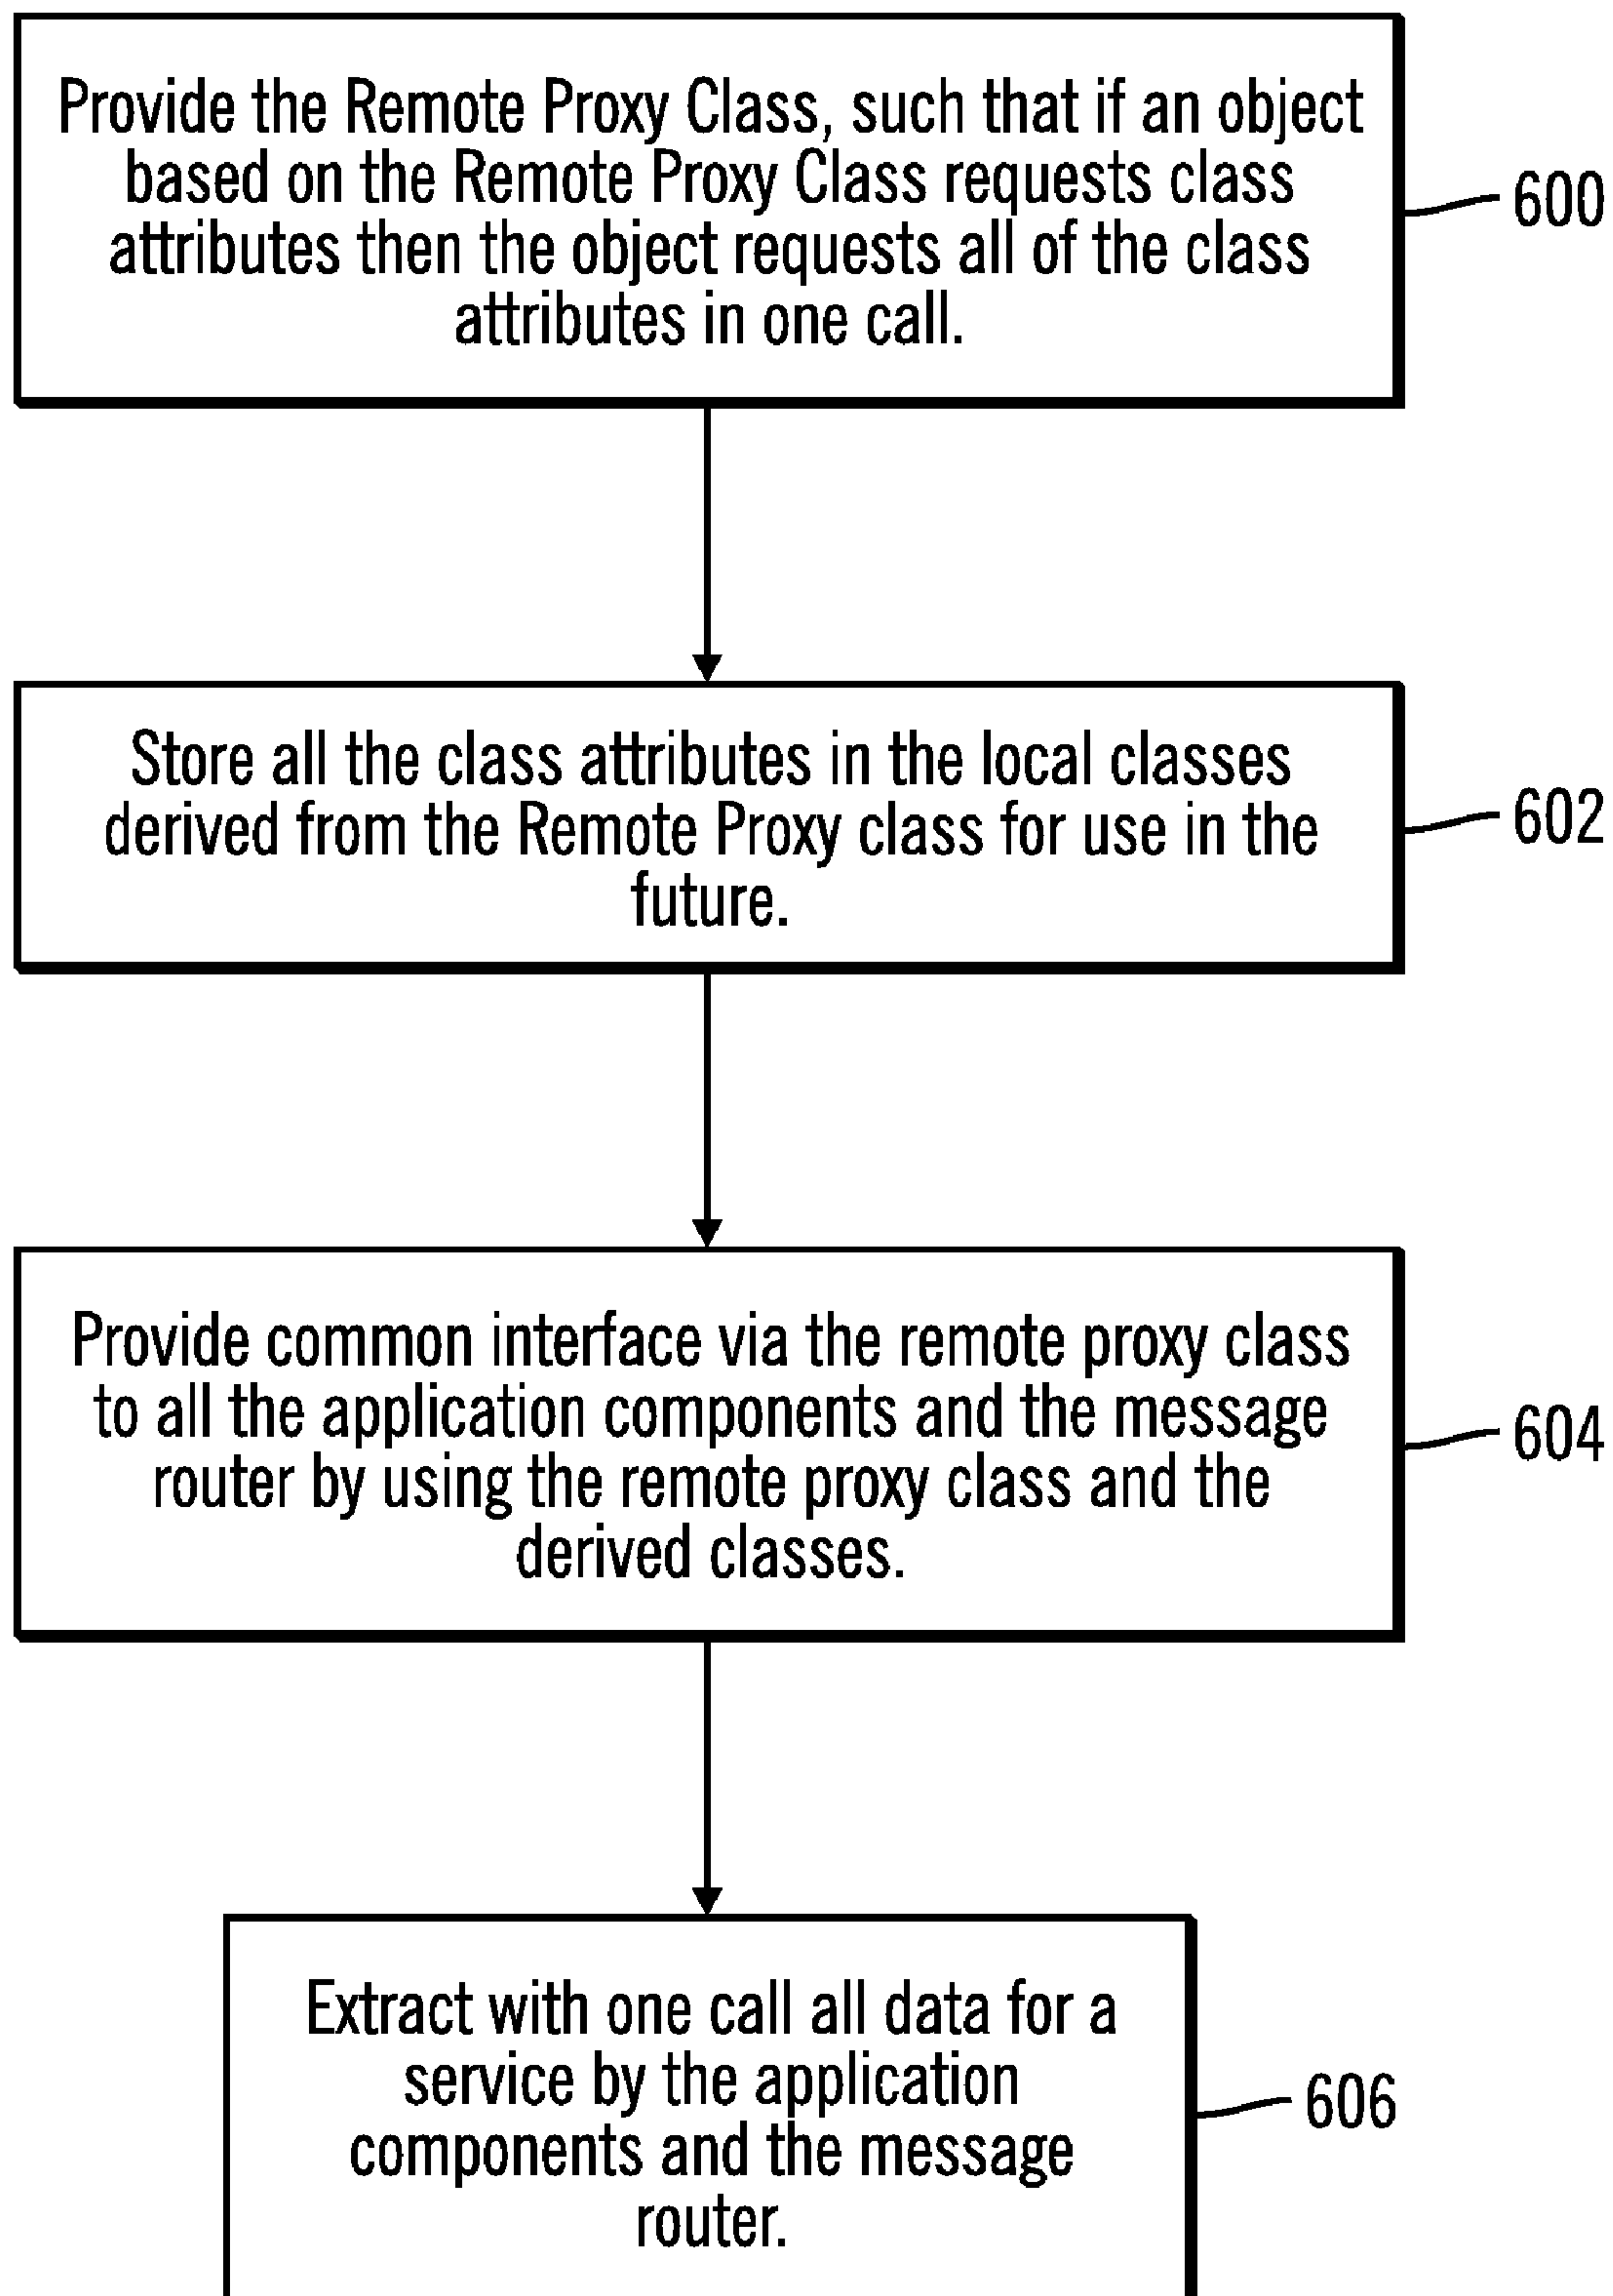 Provide the Remote Proxy Class, such that if an object
based on the Remote Proxy Class requests class
attributes then the object requests all of the class
attributes in one call.
600
Store all the class attributes in the local classes
derived from the Remote Proxy class for use in the
future.
602
Provide common interface via the remote proxy class
to all the application components and the message
router by using the remote proxy class and the
derived classes.
604
Extract with one call all data for a
service by the application
components and the message
router.
606